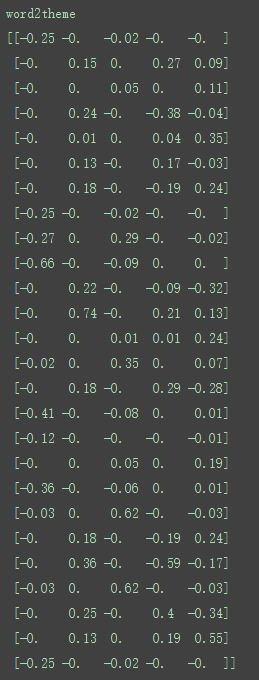 word2theme
[[-0.25 -0.   -0.02 -0.   -0.  ]
 [-0.    0.15  0.    0.27  0.09]
 [-0.    0.    0.05  0.    0.11]
 [-0.    0.24 -0.   -0.38 -0.04]
 [-0.    0.01  0.    0.04  0.35]
 [-0.    0.13 -0.    0.17 -0.03]
 [-0.    0.18 -0.   -0.19  0.24]
 [-0.25 -0.   -0.02 -0.   -0.  ]
 [-0.27  0.    0.29 -0.   -0.02]
 [-0.66 -0.   -0.09  0.    0.  ]
 [-0.    0.22 -0.   -0.09 -0.32]
 [-0.    0.74 -0.    0.21  0.13]
 [-0.    0.    0.01  0.01  0.24]
 [-0.02  0.    0.35  0.    0.07]
 [-0.    0.18 -0.    0.29 -0.28]
 [-0.41 -0.   -0.08  0.    0.01]
 [-0.12 -0.   -0.   -0.   -0.01]
 [-0.    0.    0.05  0.    0.19]
 [-0.36 -0.   -0.06  0.    0.01]
 [-0.03  0.    0.62 -0.   -0.03]
 [-0.    0.18 -0.   -0.19  0.24]
 [-0.    0.36 -0.   -0.59 -0.17]
 [-0.03  0.    0.62 -0.   -0.03]
 [-0.    0.25 -0.    0.4  -0.34]
 [-0.    0.13  0.    0.19  0.55]
 [-0.25 -0.   -0.02 -0.   -0.  ]]